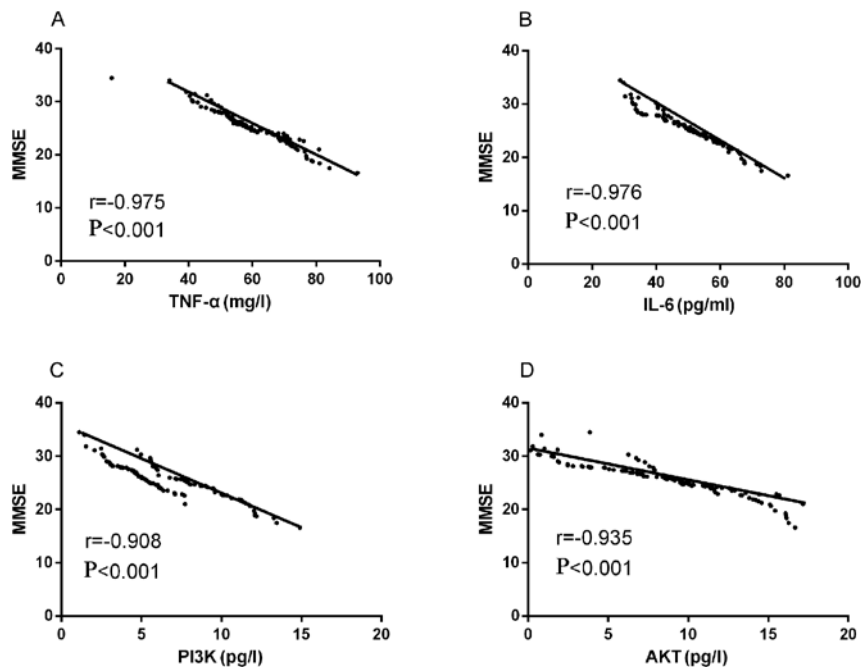 A
MMSE
40
30
20
10
0
r=-0.975
P<0.001
0 20 40 60 80 100
TNF-α (mg/l)
B
MMSE
40
30
20
10
0
r=-0.976
P<0.001
0 20 40 60 80 100
IL-6 (pg/ml)
C
MMSE
40
30
20
10
0
r=-0.908
P<0.001
0 5 10 15 20
PI3K (pg/l)
D
MMSE
40
30
20
10
0
r=-0.935
P<0.001
0 5 10 15 20
AKT (pg/l)